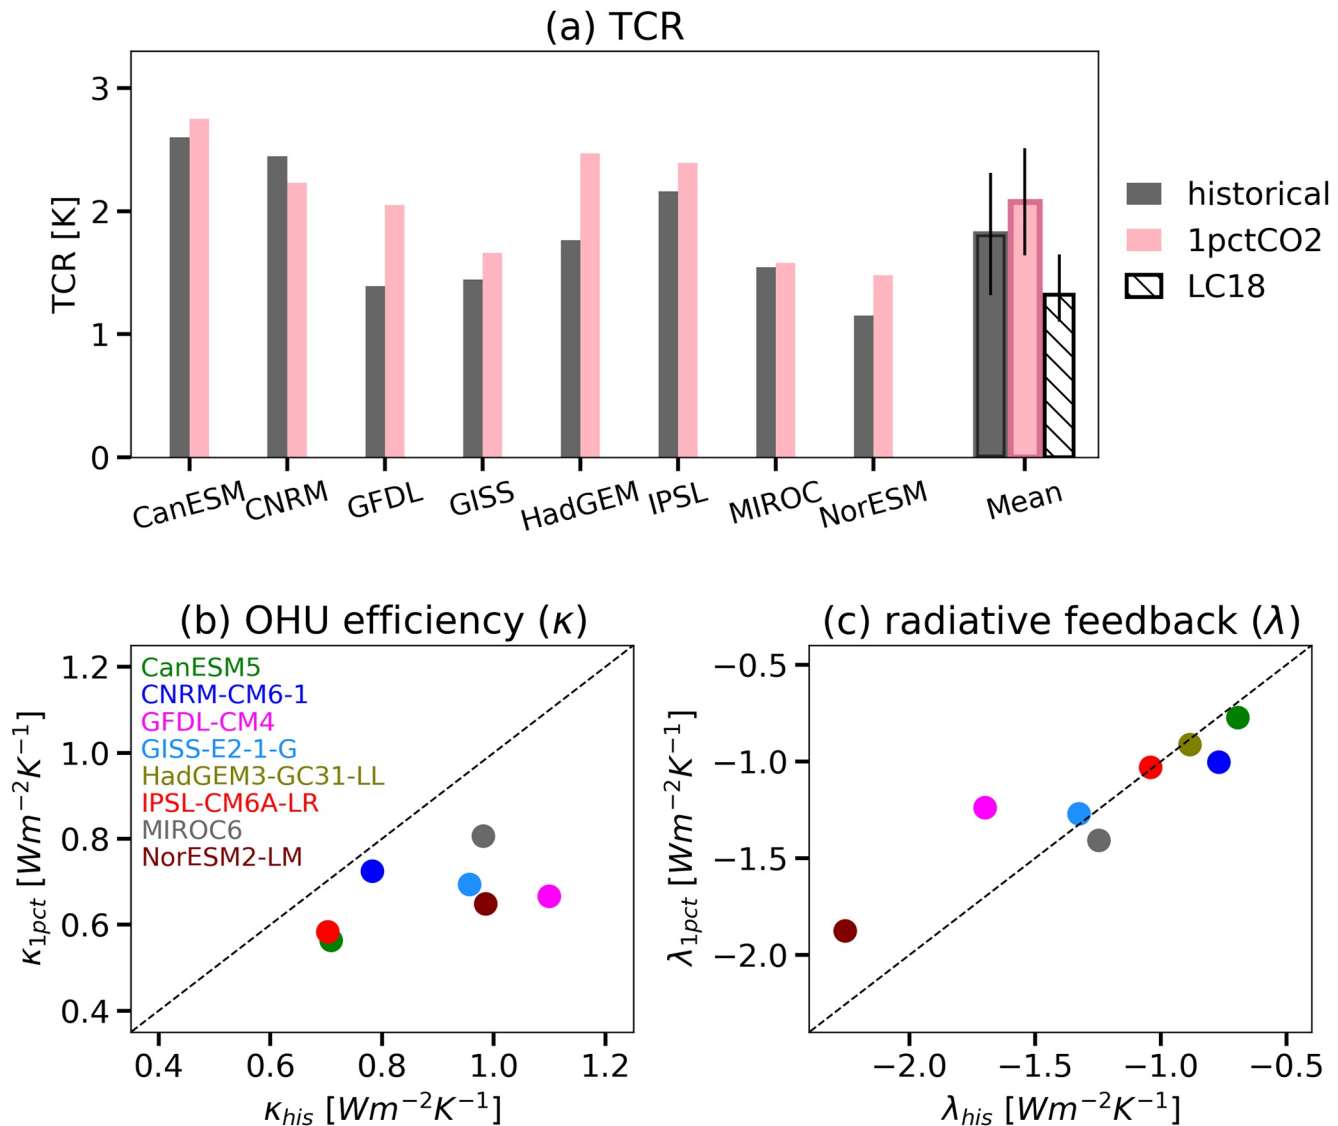 (a) TCR
TCR [K]
3
2
1
0
CanESM
CNRM
GFDL
GISS
HadGEM
IPSL
MIROC
NorESM
Mean
historical
1pctCO2
LC18
(b) OHU efficiency (κ)
κ1pct [Wm−2K−1]
1.2
1.0
0.8
0.6
0.4
CanESM5
CNRM-CM6-1
GFDL-CM4
GISS-E2-1-G
HadGEM3-GC31-LL
IPSL-CM6A-LR
MIROC6
NorESM2-LM
0.4 0.6 0.8 1.0 1.2
κhis [Wm−2K−1]
(c) radiative feedback (λ)
λ1pct [Wm−2K−1]
−0.5
−1.0
−1.5
−2.0
−2.0 −1.5 −1.0 −0.5
λhis [Wm−2K−1]